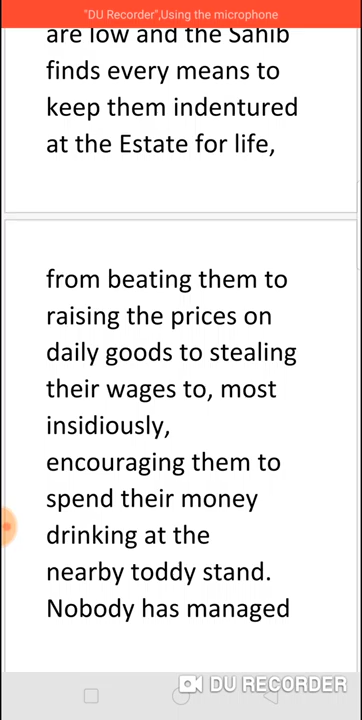 "DU Recorder",Using the microphone
are low and the Sahib
finds every means to
keep them indentured
at the Estate for life,
from beating them to
raising the prices on
daily goods to stealing
their wages to, most
insidiously,
encouraging them to
spend their money
drinking at the
nearby toddy stand.
Nobody has managed
DU RECORDER